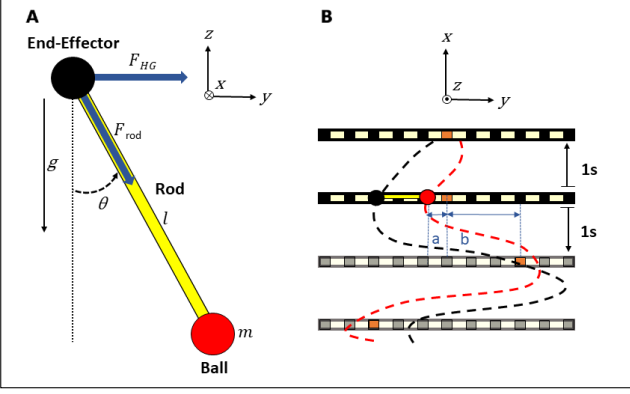 A
End-Effector
F_HG
z
x
y
g
F_rod
θ
Rod
l
m
Ball
B
x
z
y
1s
1s
a
b